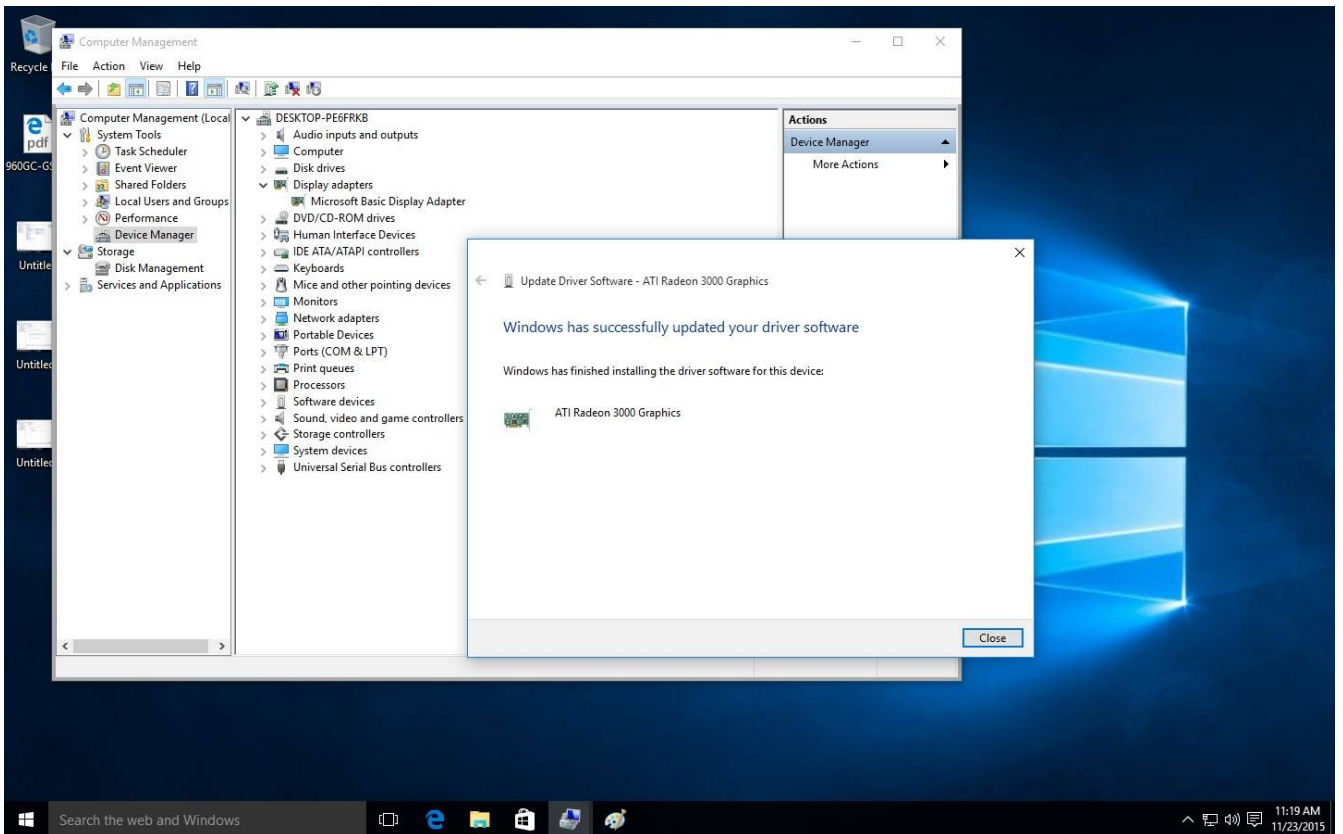 Recycle
pdf
960GC-GS
Untitle
Untitled
Untitled
Computer Management
File Action View Help
Computer Management (Local
System Tools
Task Scheduler
Event Viewer
Shared Folders
Local Users and Groups
Performance
Device Manager
Storage
Disk Management
Services and Applications
DESKTOP-PE6FRKB
Audio inputs and outputs
Computer
Disk drives
Display adapters
Microsoft Basic Display Adapter
DVD/CD-ROM drives
Human Interface Devices
IDE ATA/ATAPI controllers
Keyboards
Mice and other pointing devices
Monitors
Network adapters
Portable Devices
Ports (COM & LPT)
Print queues
Processors
Software devices
Sound, video and game controllers
Storage controllers
System devices
Universal Serial Bus controllers
Actions
Device Manager
More Actions
Update Driver Software - ATI Radeon 3000 Graphics
Windows has successfully updated your driver software
Windows has finished installing the driver software for this device:
ATI Radeon 3000 Graphics
Close
Search the web and Windows
11:19 AM
11/23/2015